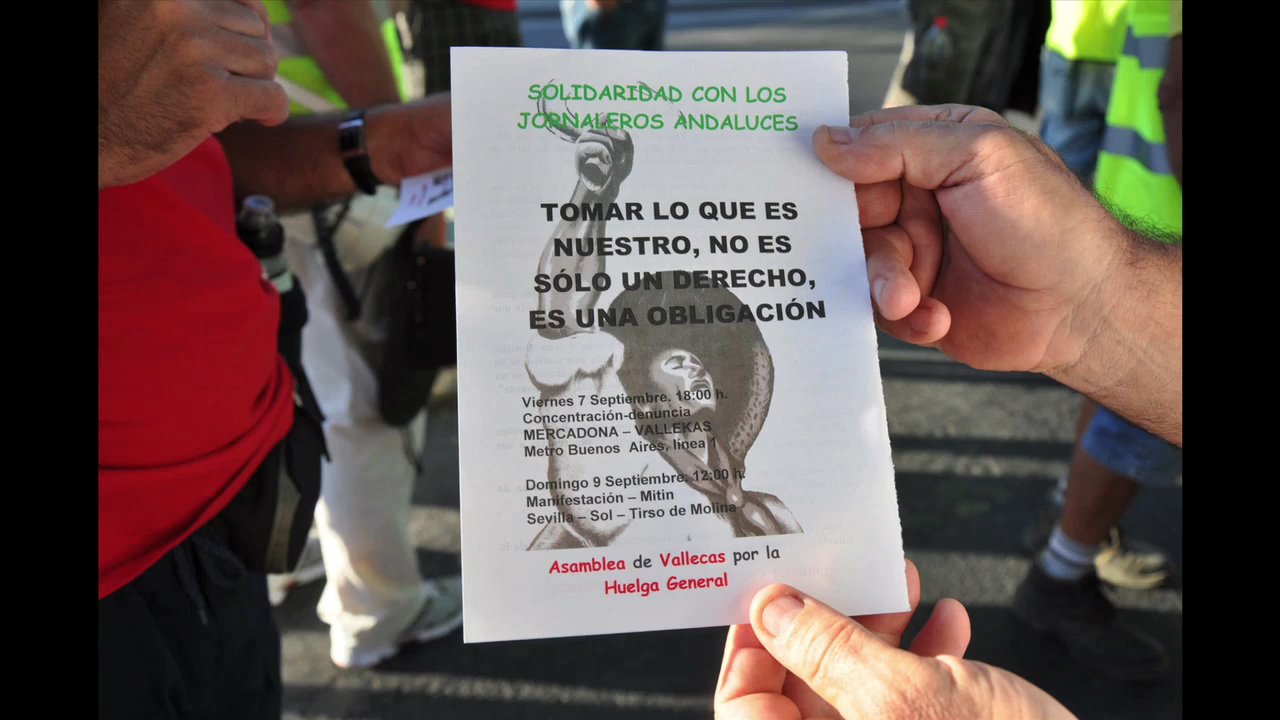 SOLIDARIDAD CON LOS
JORNALEROS ANDALUCES
TOMAR LO QUE ES
NUESTRO, NO ES
SÓLO UN DERECHO,
ES UNA OBLIGACIÓN
Viernes 7 Septiembre. 18:00 h.
Concentración-denuncia
MERCADONA – VALLEKAS
Metro Buenos Aires, línea 1
Domingo 9 Septiembre. 12:00 h.
Manifestación – Mitin
Sevilla – Sol – Tirso de Molina
Asamblea de Vallecas por la
Huelga General